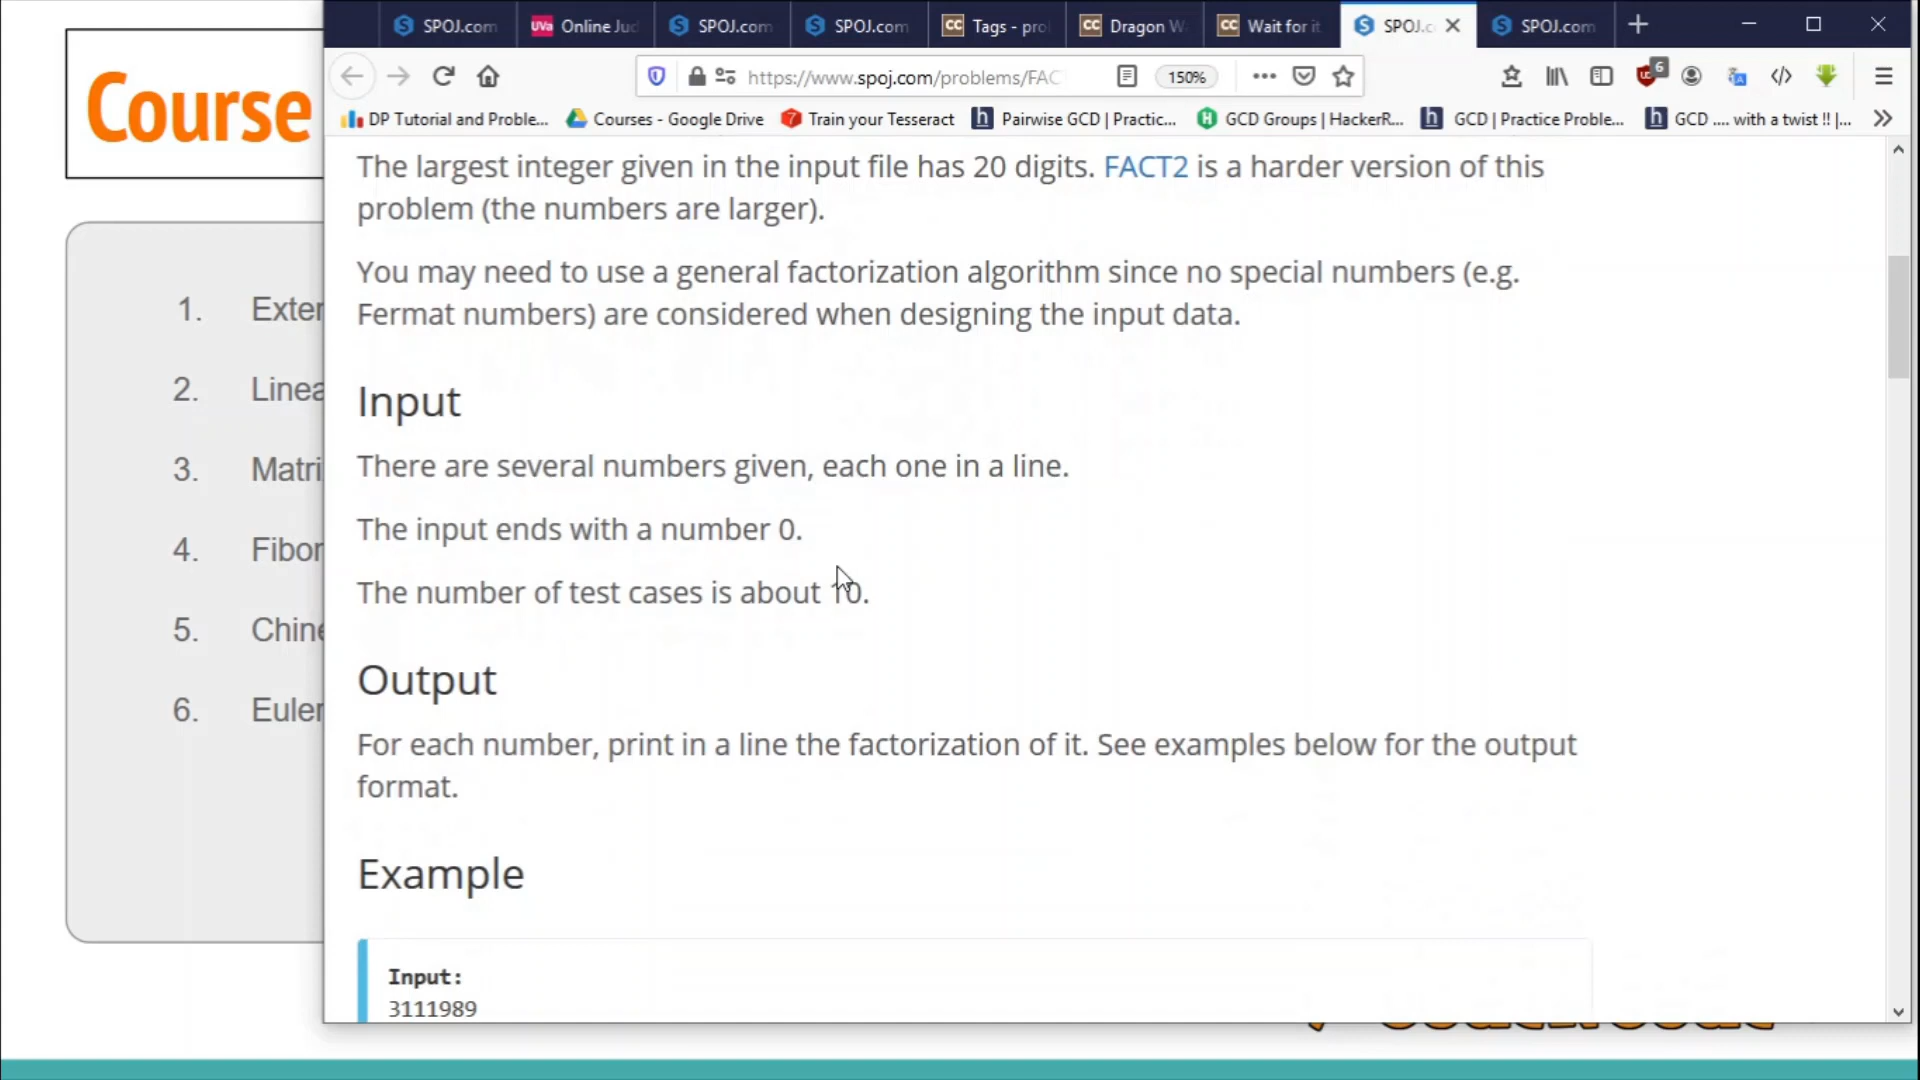 SPOJ.com
UVa Online Jud
SPOJ.com
SPOJ.com
CC Tags - pro
CC Dragon W
CC Wait for it
SPOJ.c
SPOJ.com
https://www.spoj.com/problems/FAC
150%
6
DP Tutorial and Proble...
Courses - Google Drive
Train your Tesseract
h Pairwise GCD | Practic...
GCD Groups | HackerR...
h GCD | Practice Proble...
h GCD .... with a twist !! |...
Course
1. Exter
2. Linea
3. Matri
4. Fibor
5. Chine
6. Euler
The largest integer given in the input file has 20 digits. FACT2 is a harder version of this
problem (the numbers are larger).
You may need to use a general factorization algorithm since no special numbers (e.g.
Fermat numbers) are considered when designing the input data.
Input
There are several numbers given, each one in a line.
The input ends with a number 0.
The number of test cases is about 10.
Output
For each number, print in a line the factorization of it. See examples below for the output
format.
Example
Input:
3111989